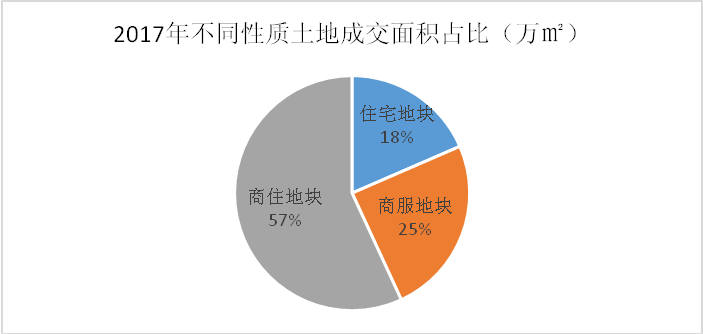 2017年不同性质土地成交面积占比（万㎡）
住宅地块
18%
商服地块
25%
商住地块
57%